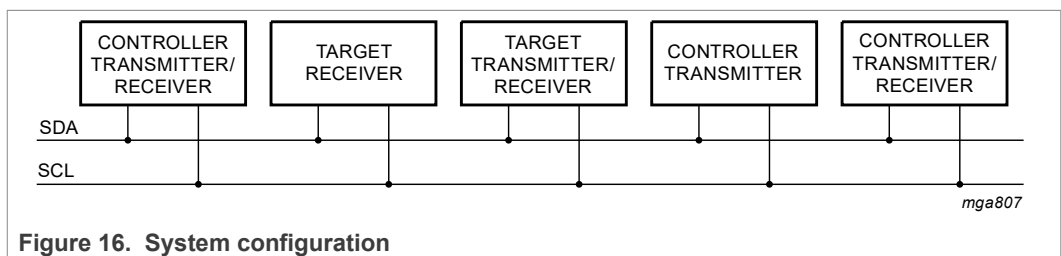 CONTROLLER
TRANSMITTER/
RECEIVER
TARGET
RECEIVER
TARGET
TRANSMITTER/
RECEIVER
CONTROLLER
TRANSMITTER
CONTROLLER
TRANSMITTER/
RECEIVER
SDA
SCL
mga807
Figure 16. System configuration